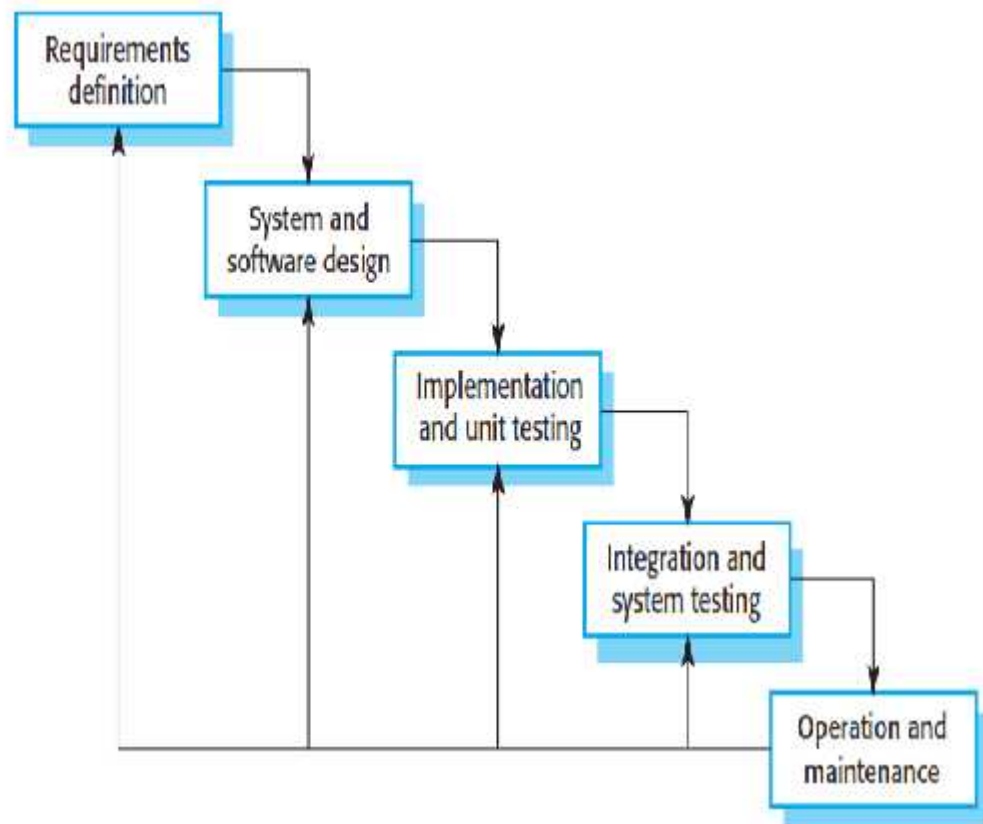 Requirements
definition
System and
software design
Implementation
and unit testing
Integration and
system testing
Operation and
maintenance